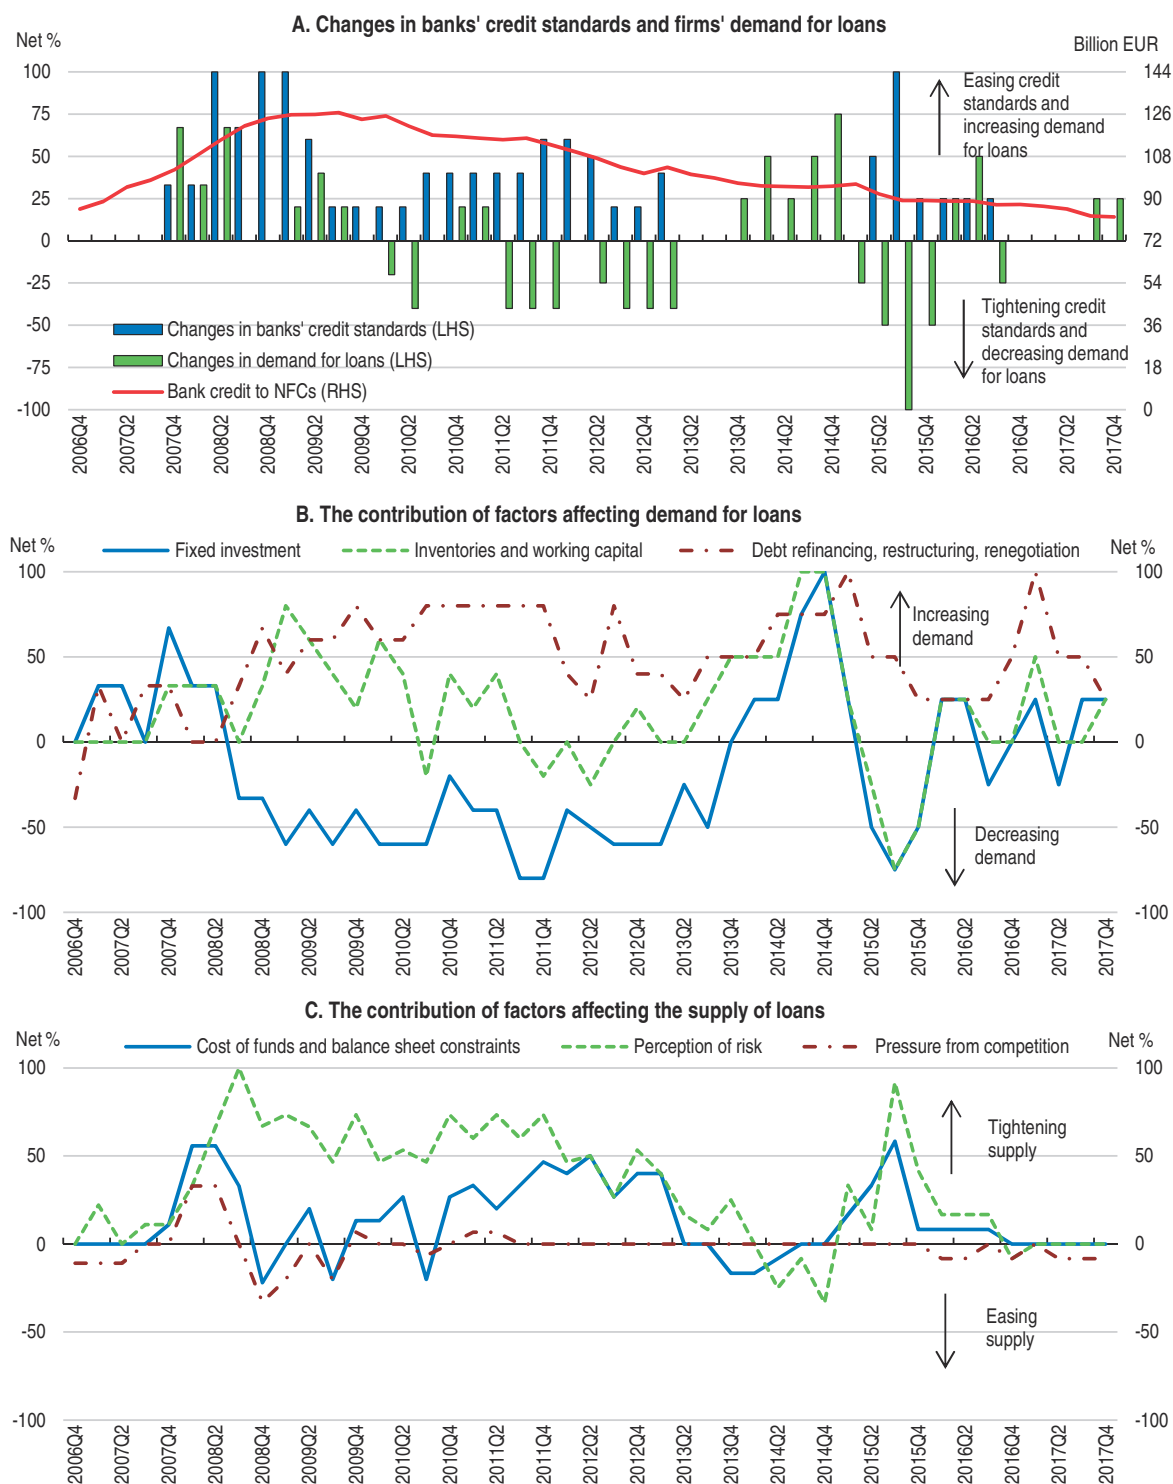 A. Changes in banks' credit standards and firms' demand for loans
Net %
Billion EUR
100
75
50
25
0
-25
-50
-75
-100
144
126
108
90
72
54
36
18
0
Easing credit
standards and
increasing demand
for loans
Tightening credit
standards and
decreasing demand
for loans
Changes in banks' credit standards (LHS)
Changes in demand for loans (LHS)
Bank credit to NFCs (RHS)
2006Q4
2007Q2
2007Q4
2008Q2
2008Q4
2009Q2
2009Q4
2010Q2
2010Q4
2011Q2
2011Q4
2012Q2
2012Q4
2013Q2
2013Q4
2014Q2
2014Q4
2015Q2
2015Q4
2016Q2
2016Q4
2017Q2
2017Q4
B. The contribution of factors affecting demand for loans
Net %
Net %
Fixed investment
Inventories and working capital
Debt refinancing, restructuring, renegotiation
100
50
0
-50
-100
100
50
0
-50
-100
Increasing
demand
Decreasing
demand
2006Q4
2007Q2
2007Q4
2008Q2
2008Q4
2009Q2
2009Q4
2010Q2
2010Q4
2011Q2
2011Q4
2012Q2
2012Q4
2013Q2
2013Q4
2014Q2
2014Q4
2015Q2
2015Q4
2016Q2
2016Q4
2017Q2
2017Q4
C. The contribution of factors affecting the supply of loans
Net %
Net %
Cost of funds and balance sheet constraints
Perception of risk
Pressure from competition
100
50
0
-50
-100
100
50
0
-50
-100
Tightening
supply
Easing
supply
2006Q4
2007Q2
2007Q4
2008Q2
2008Q4
2009Q2
2009Q4
2010Q2
2010Q4
2011Q2
2011Q4
2012Q2
2012Q4
2013Q2
2013Q4
2014Q2
2014Q4
2015Q2
2015Q4
2016Q2
2016Q4
2017Q2
2017Q4